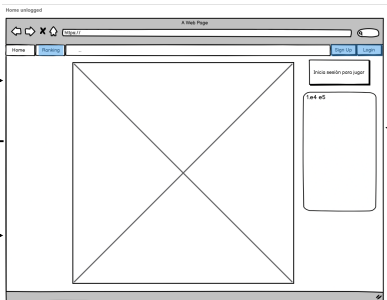 Home unlogged
A Web Page
https://
Home
Ranking
...
Sign Up
Login
Inicia sesión para jugar
1.e4 e5